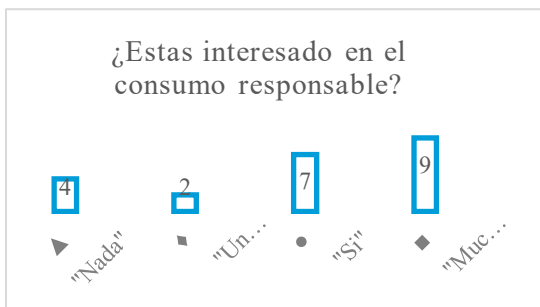 ¿Estas interesado en el
consumo responsable?
4
2
7
9
"Nada"
"Un…
"Si"
"Muc…